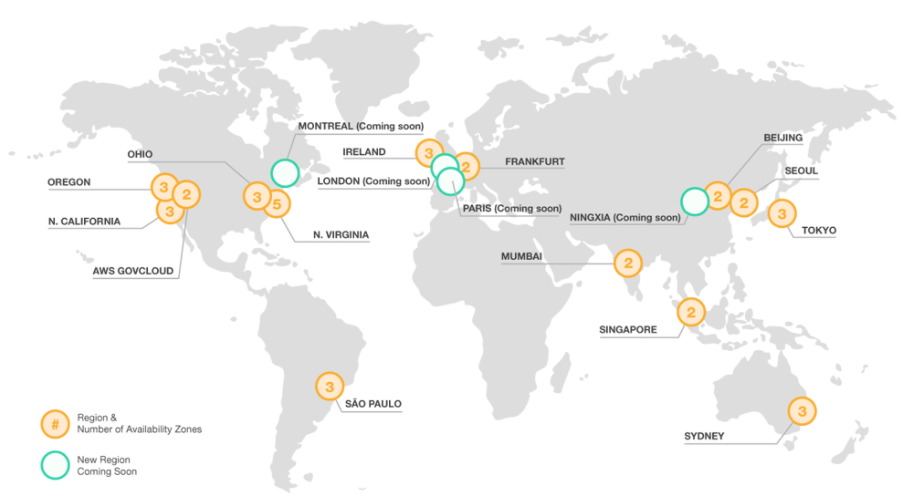 MONTREAL (Coming soon)
BEIJING
OHIO
IRELAND
3
2
FRANKFURT
SEOUL
OREGON
3
2
LONDON (Coming soon)
3
5
2
2
PARIS (Coming soon)
NINGXIA (Coming soon)
3
N. CALIFORNIA
3
N. VIRGINIA
TOKYO
MUMBAI
2
AWS GOVCLOUD
SINGAPORE
2
3
SÃO PAULO
3
SYDNEY
#
Region &
Number of Availability Zones
New Region
Coming Soon